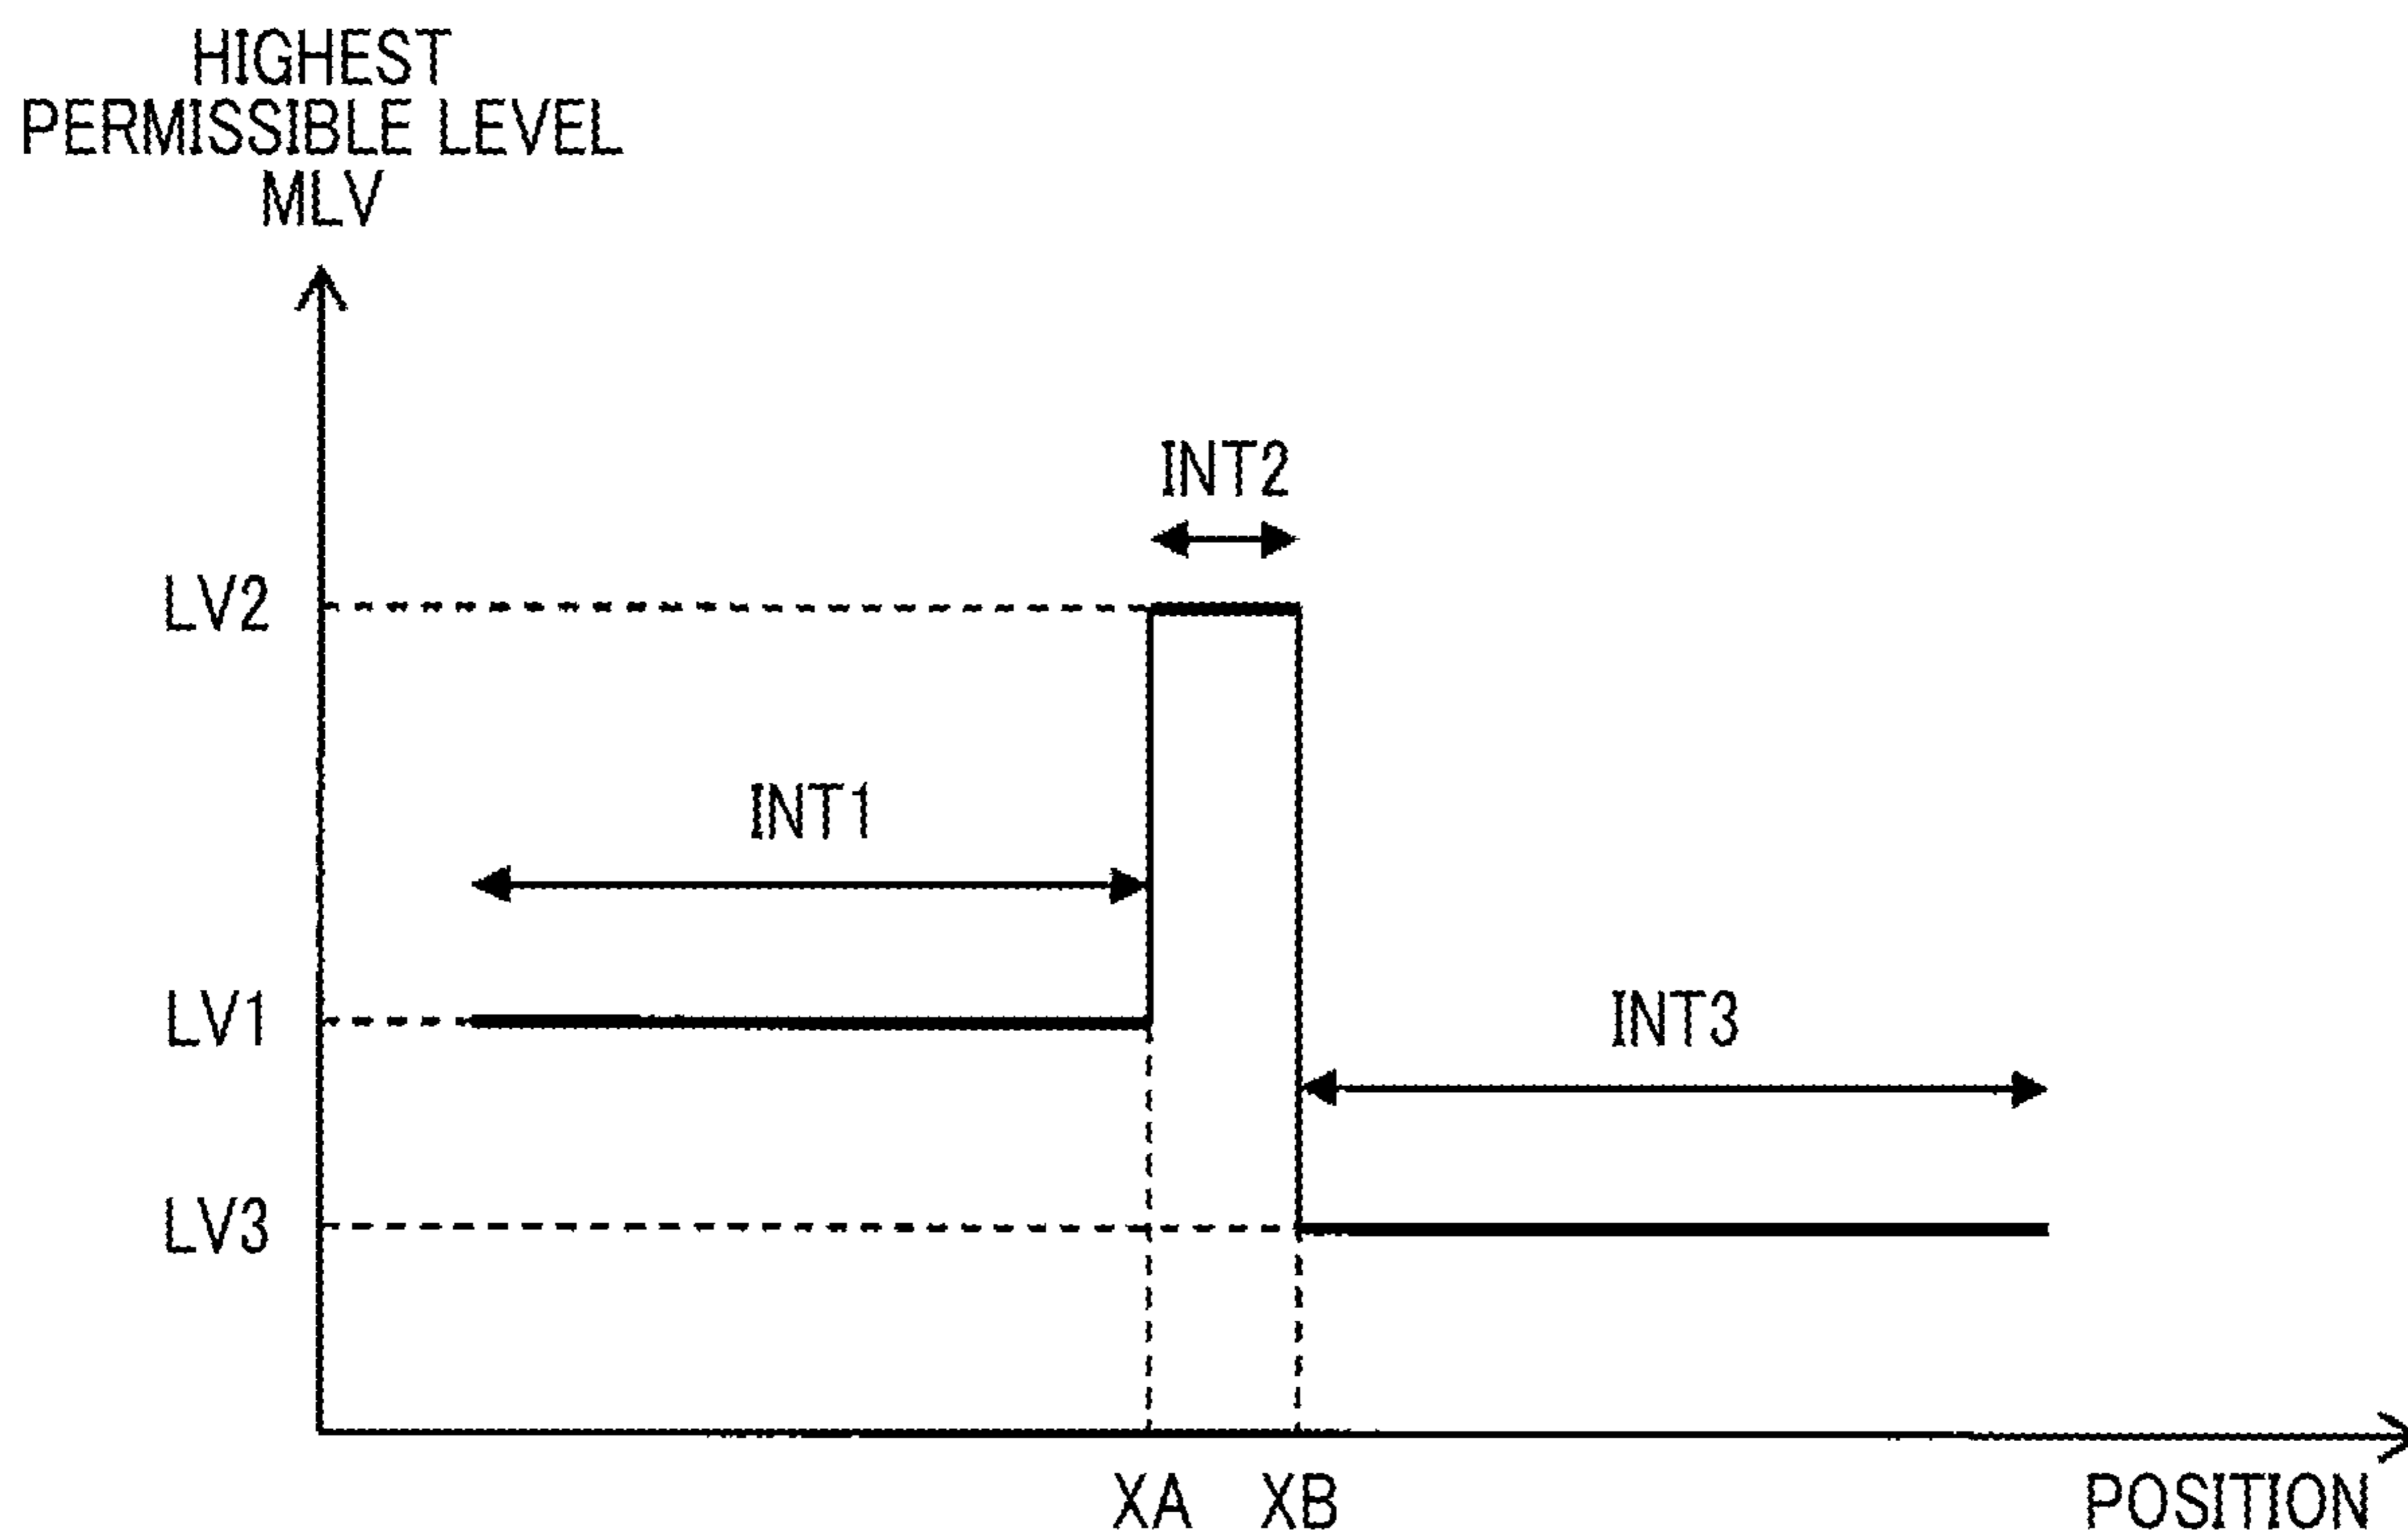 HIGHEST
PERMISSIBLE LEVEL
MLV
INT2
LV2
INT1
LV1
INT3
LV3
XA
XB
POSITION